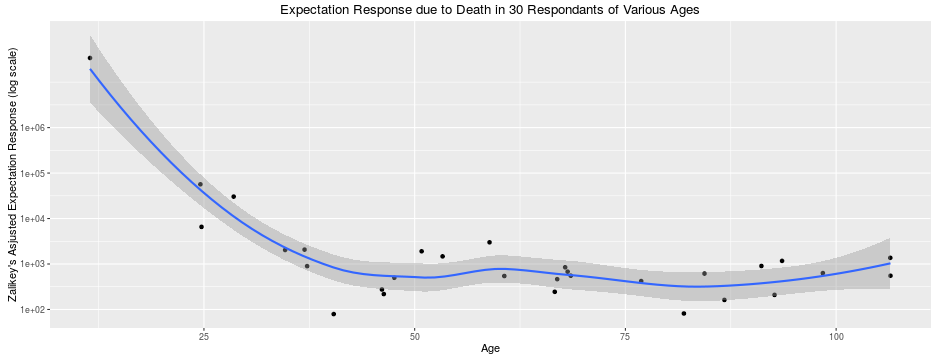 Expectation Response due to Death in 30 Respondants of Various Ages
Zallkey's Asjusted Expectation Response (log scale)
1e+06
1e+05
1e+04
1e+03
1e+02
25 50 75 100
Age